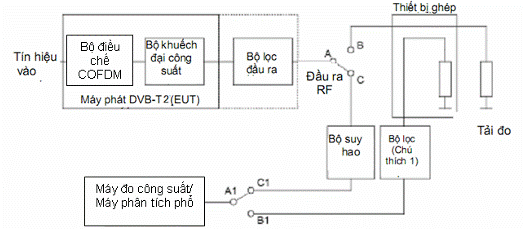 Thiết bị ghép
Tín hiệu
vào
Bộ điều
chế
COFDM
Bộ khuếch
đại công
suất
Bộ lọc
đầu ra
Máy phát DVB-T2(EUT)
A
B
C
Đầu ra
RF
Tải đo
Bộ suy
hao
Bộ lọc
(Chú
thích 1)
Máy đo công suất/
Máy phân tích phổ
A1
C1
B1